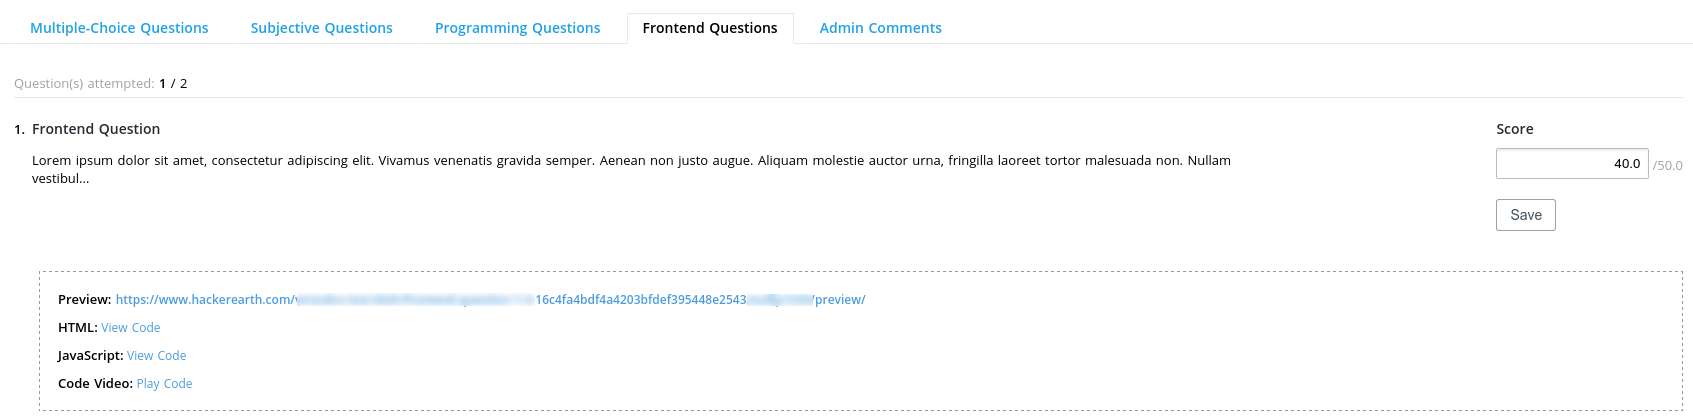 Multiple-Choice Questions Subjective Questions Programming Questions Frontend Questions Admin Comments
Question(s) attempted: 1 / 2
1. Frontend Question Score
Lorem ipsum dolor sit amet, consectetur adipiscing elit. Vivamus venenatis gravida semper. Aenean non justo augue. Aliquam molestie auctor urna, fringilla laoreet tortor malesuada non. Nullam
vestibul...
40.0 /50.0
Save
Preview: https://www.hackerearth.com/ 16c4fa4bdf4a4203bfdef395448e2543 /preview/
HTML: View Code
JavaScript: View Code
Code Video: Play Code